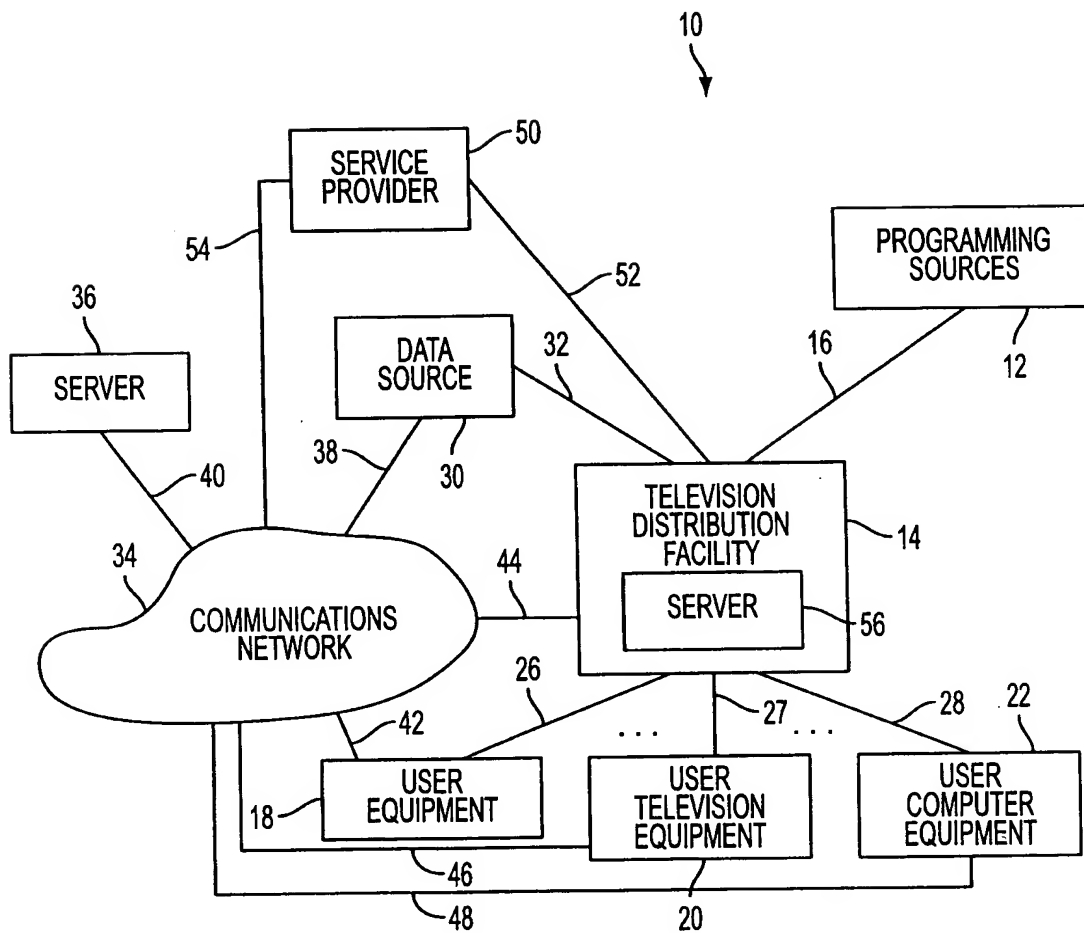 10
50
SERVICE
PROVIDER
54
PROGRAMMING
SOURCES
52
36
DATA
SOURCE
32
16
12
SERVER
38
30
40
TELEVISION
DISTRIBUTION
FACILITY
14
34
44
SERVER
56
COMMUNICATIONS
NETWORK
26
27
28
22
42
. . .
. . .
USER
EQUIPMENT
18
USER
TELEVISION
EQUIPMENT
USER
COMPUTER
EQUIPMENT
46
48
20